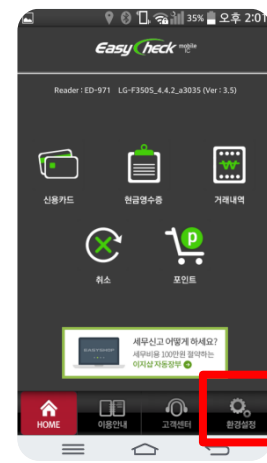 35% 오후 2:01
Easy Check mobile
Reader : ED-971 LG-F350S_4.4.2_a3035 (Ver : 3.5)
신용카드 현금영수증 거래내역
취소 포인트
세무신고 어떻게 하세요?
세무비용 100만원 절약하는
이지샵 자동장부
EASYSHOP
HOME 이용안내 고객센터 환경설정